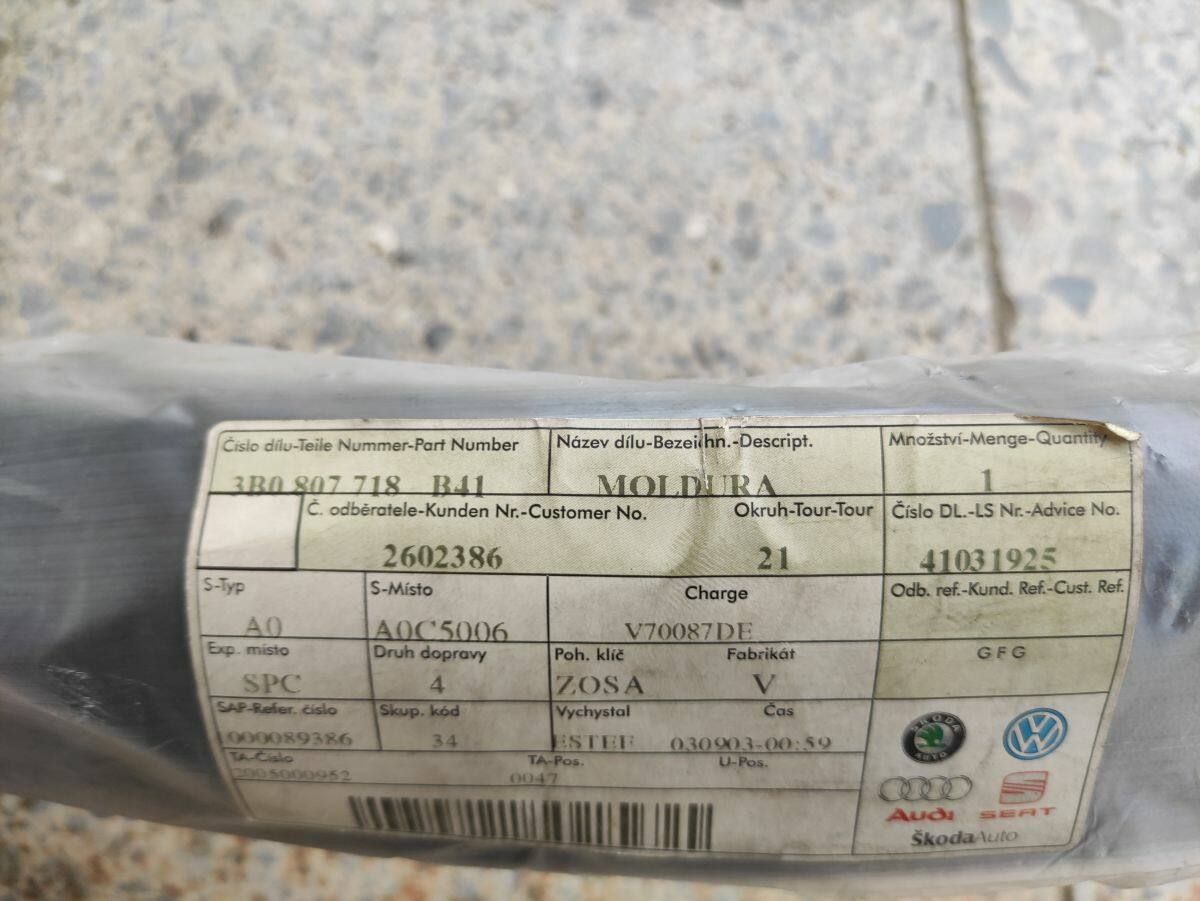 Číslo dílu-Teile Nummer-Part Number Název dílu-Bezeichn.-Descript. Množství-Menge-Quantity
3B0 807 718 B41 MOLDURA 1
Č. odběratele-Kunden Nr.-Customer No. Okruh-Tour-Tour Číslo DL.-LS Nr.-Advice No.
2602386 21 41031925
S-Typ S-Místo Charge Odb. ref.-Kund. Ref.-Cust. Ref.
A0 A0C5006 V70087DE
Exp. místo Druh dopravy Poh. klíč Fabrikát G F G
SPC 4 ZOSA V
SAP-Refer. číslo Skup. kód Vychystal Čas
1000089386 34 ESTEF 030903-00:59
TA-Číslo TA-Pos. U-Pos.
2005000952 0047
ŠKODA
AUTO
Audi SEAT
ŠkodaAuto